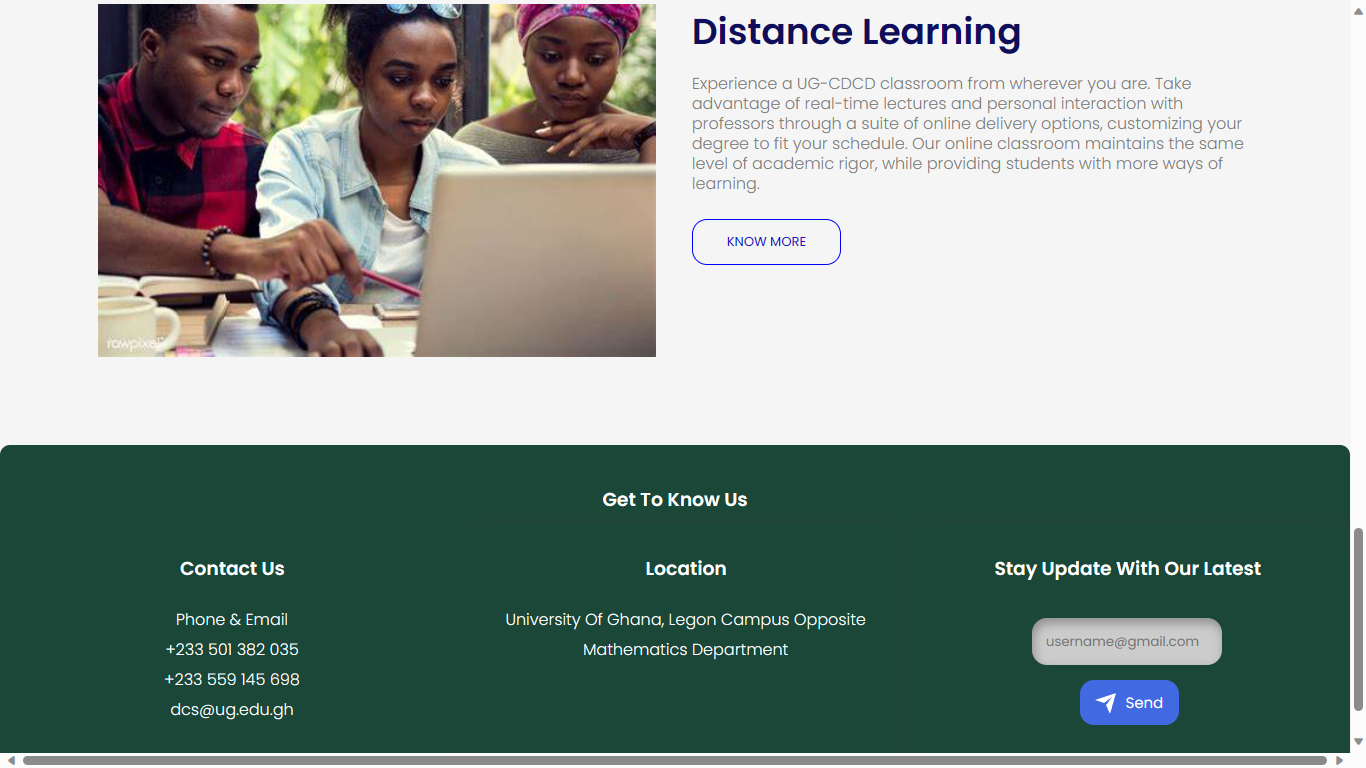 Distance Learning
Experience a UG-CDCD classroom from wherever you are. Take
advantage of real-time lectures and personal interaction with
professors through a suite of online delivery options, customizing your
degree to fit your schedule. Our online classroom maintains the same
level of academic rigor, while providing students with more ways of
learning.
KNOW MORE
rawpixel
Get To Know Us
Contact Us
Phone & Email
+233 501 382 035
+233 559 145 698
dcs@ug.edu.gh
Location
University Of Ghana, Legon Campus Opposite
Mathematics Department
Stay Update With Our Latest
username@gmail.com
Send